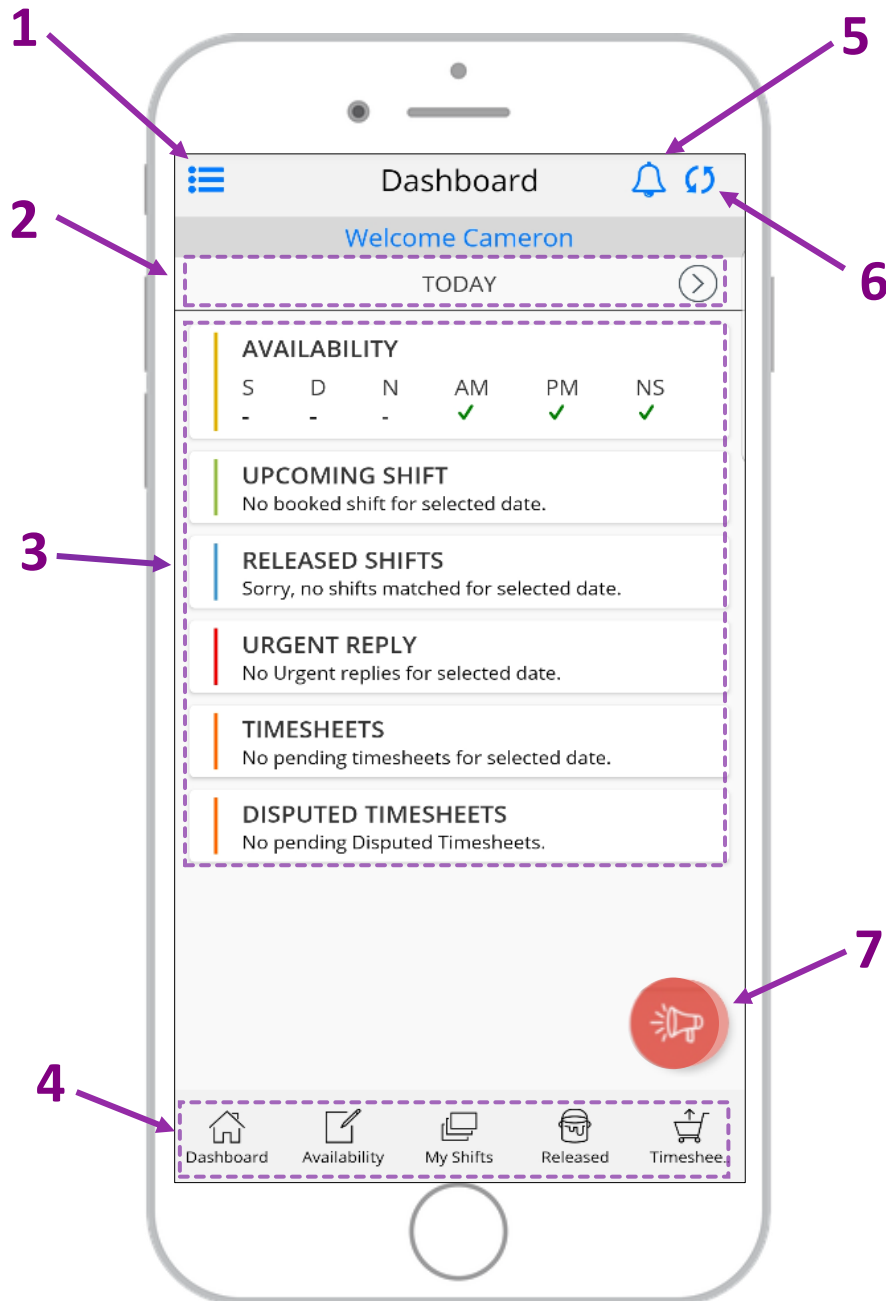 1
5
Dashboard
2
Welcome Cameron
TODAY
6
AVAILABILITY
S D N AM PM NS
- - - ✓ ✓ ✓
UPCOMING SHIFT
No booked shift for selected date.
3
RELEASED SHIFTS
Sorry, no shifts matched for selected date.
URGENT REPLY
No Urgent replies for selected date.
TIMESHEETS
No pending timesheets for selected date.
DISPUTED TIMESHEETS
No pending Disputed Timesheets.
7
4
Dashboard Availability My Shifts Released Timeshee..